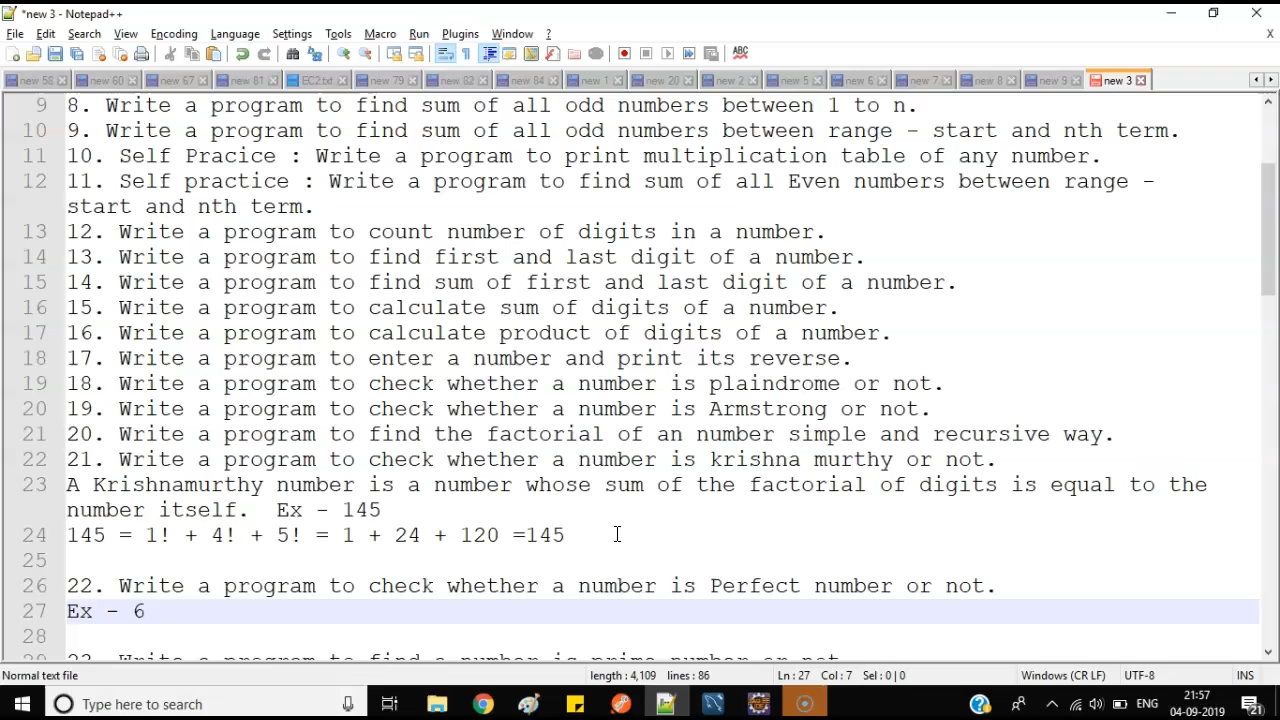 *new 3 - Notepad++
File Edit Search View Encoding Language Settings Tools Macro Run Plugins Window ? X
new 58 new 60 new 67 new 81 EC2.txt new 79 new 82 new 84 new 1 new 20 new 2 new 5 new 6 new 7 new 8 new 9 new 3
9 8. Write a program to find sum of all odd numbers between 1 to n.
10 9. Write a program to find sum of all odd numbers between range - start and nth term.
11 10. Self Pracice : Write a program to print multiplication table of any number.
12 11. Self practice : Write a program to find sum of all Even numbers between range -
start and nth term.
13 12. Write a program to count number of digits in a number.
14 13. Write a program to find first and last digit of a number.
15 14. Write a program to find sum of first and last digit of a number.
16 15. Write a program to calculate sum of digits of a number.
17 16. Write a program to calculate product of digits of a number.
18 17. Write a program to enter a number and print its reverse.
19 18. Write a program to check whether a number is plaindrome or not.
20 19. Write a program to check whether a number is Armstrong or not.
21 20. Write a program to find the factorial of an number simple and recursive way.
22 21. Write a program to check whether a number is krishna murthy or not.
23 A Krishnamurthy number is a number whose sum of the factorial of digits is equal to the
number itself. Ex - 145
24 145 = 1! + 4! + 5! = 1 + 24 + 120 =145
25
26 22. Write a program to check whether a number is Perfect number or not.
27 Ex - 6
28
29 23. Write a program to find a number is prime number or not
Normal text file length : 4,109 lines : 86 Ln : 27 Col : 7 Sel : 0 | 0 Windows (CR LF) UTF-8 INS
Type here to search ENG 21:57 04-09-2019 21